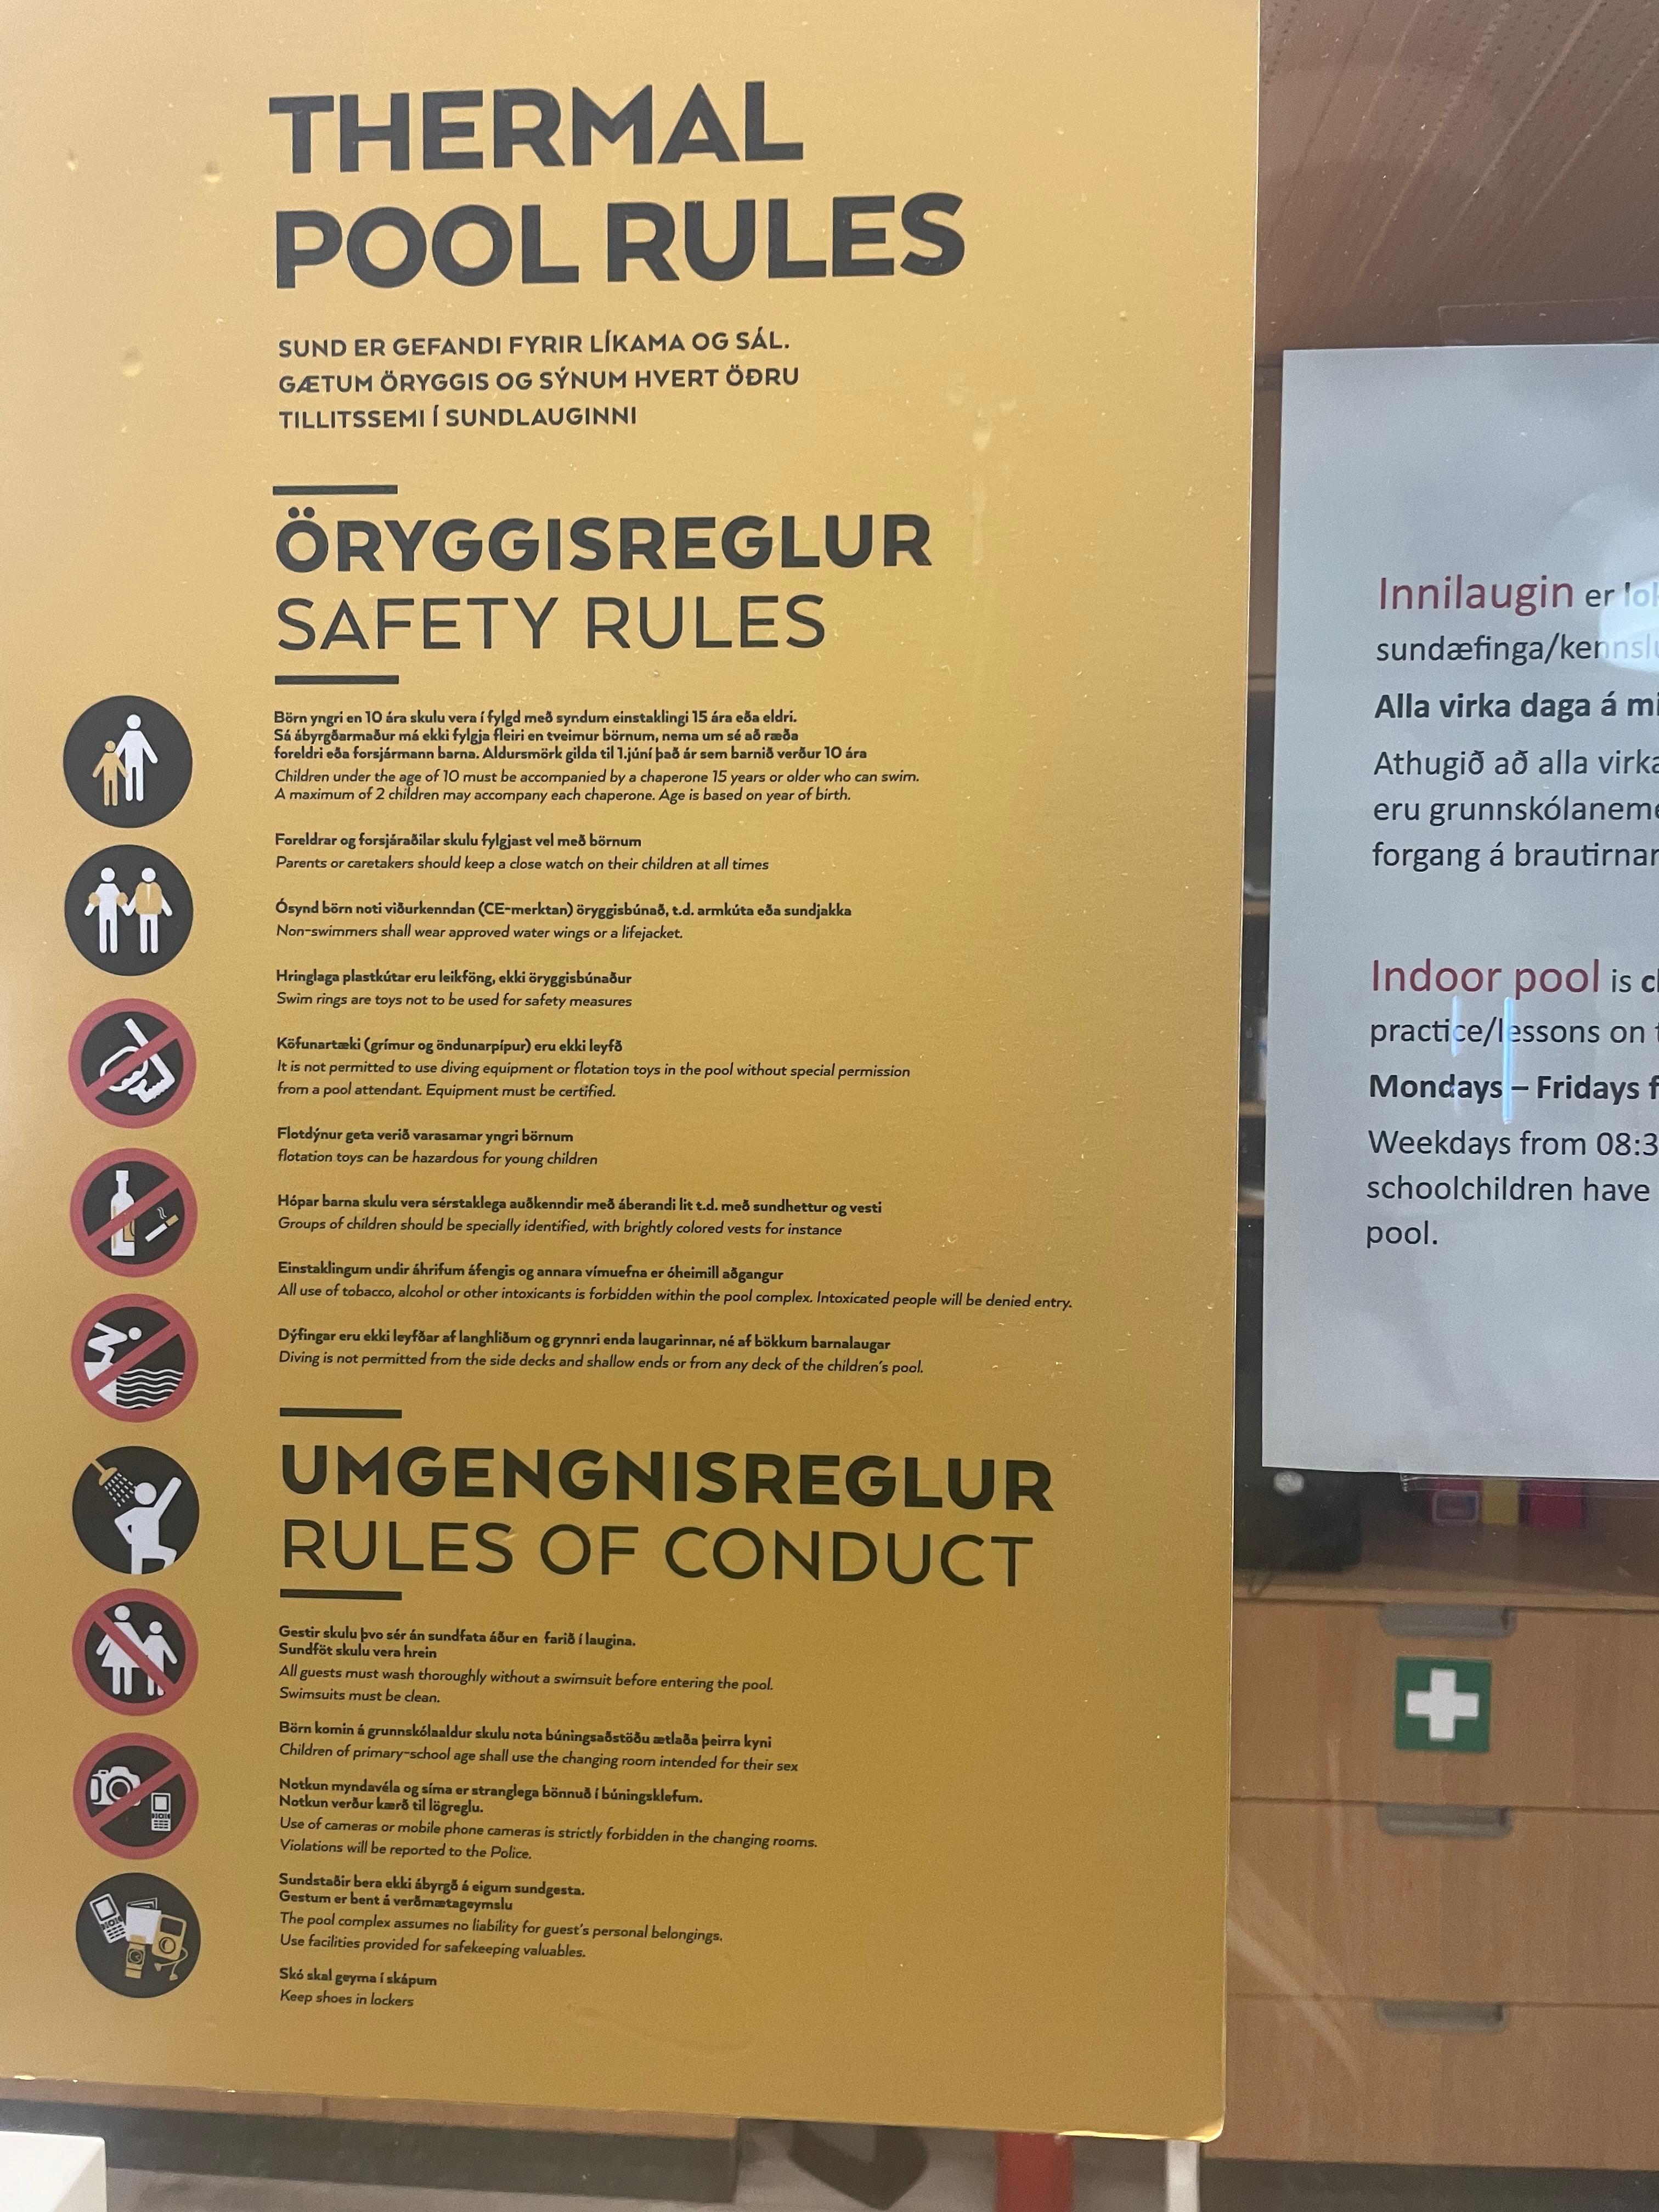 THERMAL
POOL RULES
SUND ER GEFANDI FYRIR LÍKAMA OG SÁL.
GÆTUM ÖRYGGIS OG SÝNUM HVERT ÖÐRU
TILLITSSEMI Í SUNDLAUGINNI
ÖRYGGISREGLUR
SAFETY RULES
Börn yngri en 10 ára skulu vera í fylgd með syndum einstaklingi 15 ára eða eldri.
Sá ábyrgðarmaður má ekki fylgja fleiri en tveimur börnum, nema um sé að ræða
foreldri eða forsjármann barna. Aldursmörk gilda til 1.júní það ár sem barnið verður 10 ára
Children under the age of 10 must be accompanied by a chaperone 15 years or older who can swim.
A maximum of 2 children may accompany each chaperone. Age is based on year of birth.
Foreldrar og forsjáraðilar skulu fylgjast vel með börnum
Parents or caretakers should keep a close watch on their children at all times
Ósynd börn noti viðurkenndan (CE-merktan) öryggisbúnað, t.d. armkúta eða sundjakka
Non-swimmers shall wear approved water wings or a lifejacket.
Hringlaga plastkútar eru leikföng, ekki öryggisbúnaður
Swim rings are toys not to be used for safety measures
Köfunartæki (grímur og öndunarpípur) eru ekki leyfð
It is not permitted to use diving equipment or flotation toys in the pool without special permission
from a pool attendant. Equipment must be certified.
Flotdýnur geta verið varasamar yngri börnum
flotation toys can be hazardous for young children
Hópar barna skulu vera sérstaklega auðkenndir með áberandi lit t.d. með sundhettur og vesti
Groups of children should be specially identified, with brightly colored vests for instance
Einstaklingum undir áhrifum áfengis og annara vímuefna er óheimill aðgangur
All use of tobacco, alcohol or other intoxicants is forbidden within the pool complex. Intoxicated people will be denied entry.
Dýfingar eru ekki leyfðar af langhliðum og grynnri enda laugarinnar, né af bökkum barnalaugar
Diving is not permitted from the side decks and shallow ends or from any deck of the children's pool.
UMGENGNISREGLUR
RULES OF CONDUCT
Gestir skulu þvo sér án sundfata áður en farið í laugina.
Sundföt skulu vera hrein
All guests must wash thoroughly without a swimsuit before entering the pool.
Swimsuits must be clean.
Börn komin á grunnskólaaldur skulu nota búningsaðstöðu ætlaða þeirra kyni
Children of primary-school age shall use the changing room intended for their sex
Notkun myndavéla og síma er stranglega bönnuð í búningsklefum.
Notkun verður kærð til lögreglu.
Use of cameras or mobile phone cameras is strictly forbidden in the changing rooms.
Violations will be reported to the Police.
Sundstaðir bera ekki ábyrgð á eigum sundgesta.
Gestum er bent á verðmætageymslu
The pool complex assumes no liability for guest's personal belongings.
Use facilities provided for safekeeping valuables.
Skó skal geyma í skápum
Keep shoes in lockers
Innilaugin er
Alla virka daga á
Athugið að alla
eru
forgang á
Indoor pool is
practice/lessons on
Mondays – Fridays
Weekdays from
schoolchildren have
pool.